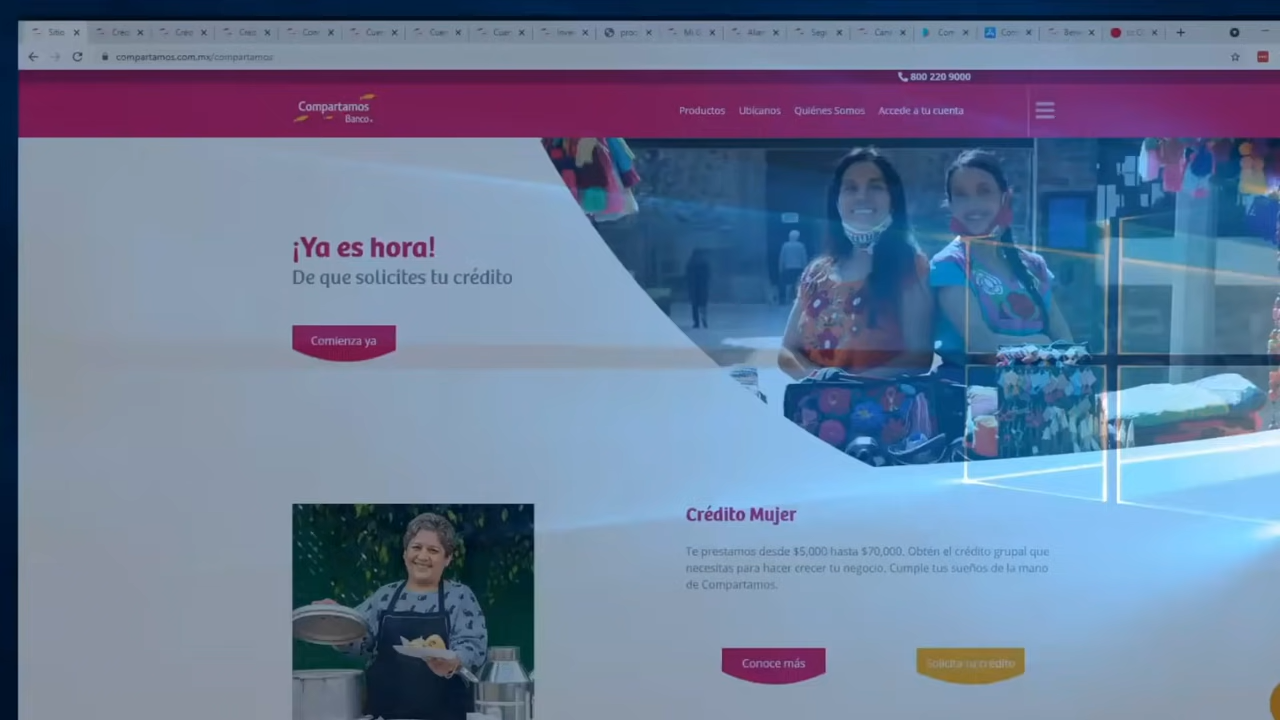 Sitio
compartamos.com.mx/compartamos
800 220 9000
Compartamos
Banco.
Productos Ubícanos Quiénes Somos Accede a tu cuenta
¡Ya es hora!
De que solicites tu crédito
Comienza ya
Crédito Mujer
Te prestamos desde $5,000 hasta $70,000. Obtén el crédito grupal que
necesitas para hacer crecer tu negocio. Cumple tus sueños de la mano
de Compartamos.
Conoce más
Solicita tu crédito